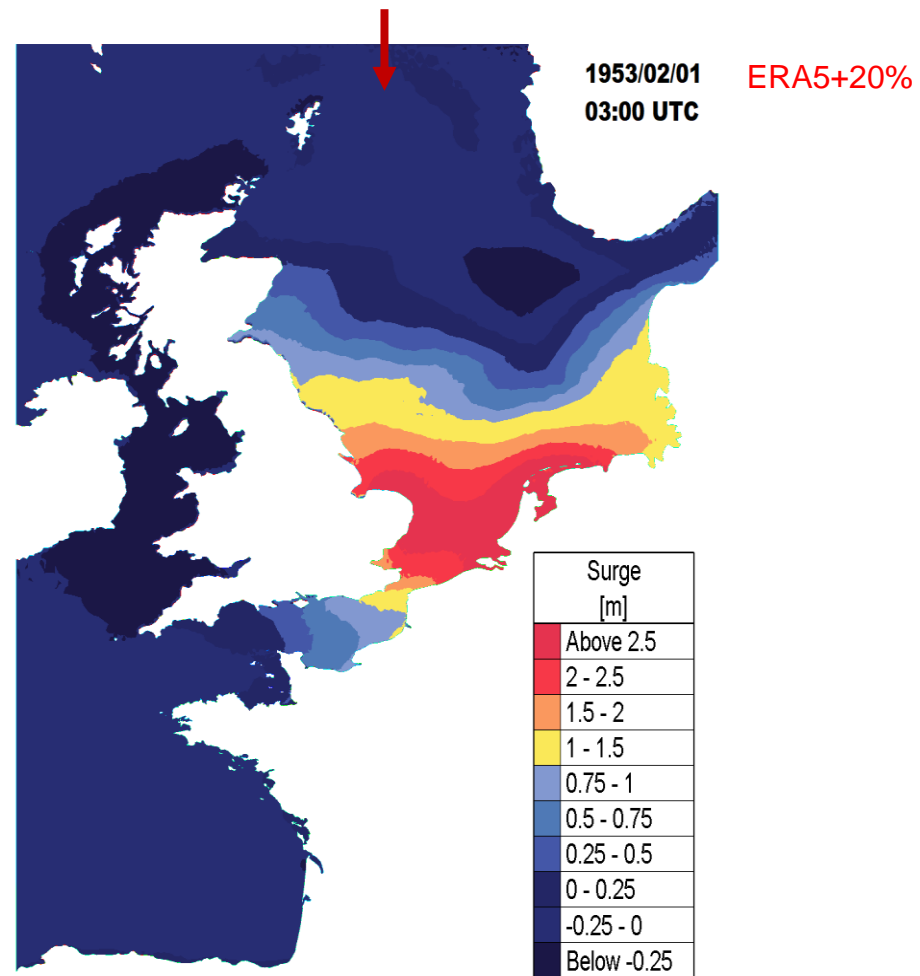 1953/02/01
03:00 UTC
ERA5+20%
Surge
[m]
Above 2.5
2 - 2.5
1.5 - 2
1 - 1.5
0.75 - 1
0.5 - 0.75
0.25 - 0.5
0 - 0.25
-0.25 - 0
Below -0.25